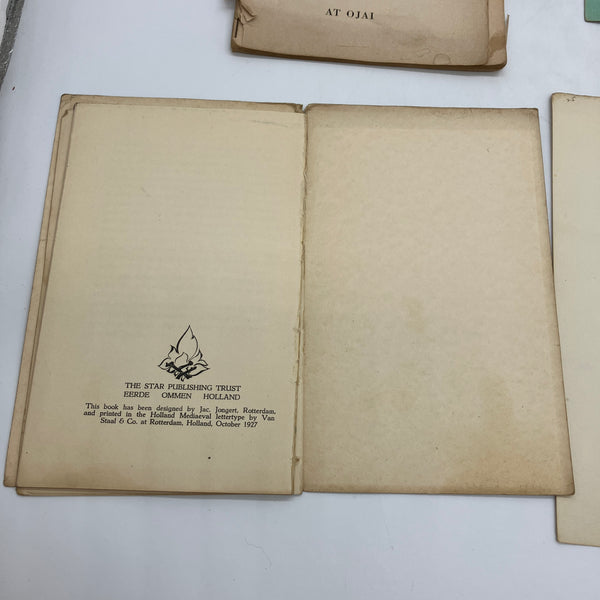 AT OJAI
THE STAR PUBLISHING TRUST
EERDE OMMEN HOLLAND
This book has been designed by Jac. Jongert, Rotterdam,
and printed in the Holland Mediaeval lettertype by Van
Staal & Co. at Rotterdam, Holland, October 1927